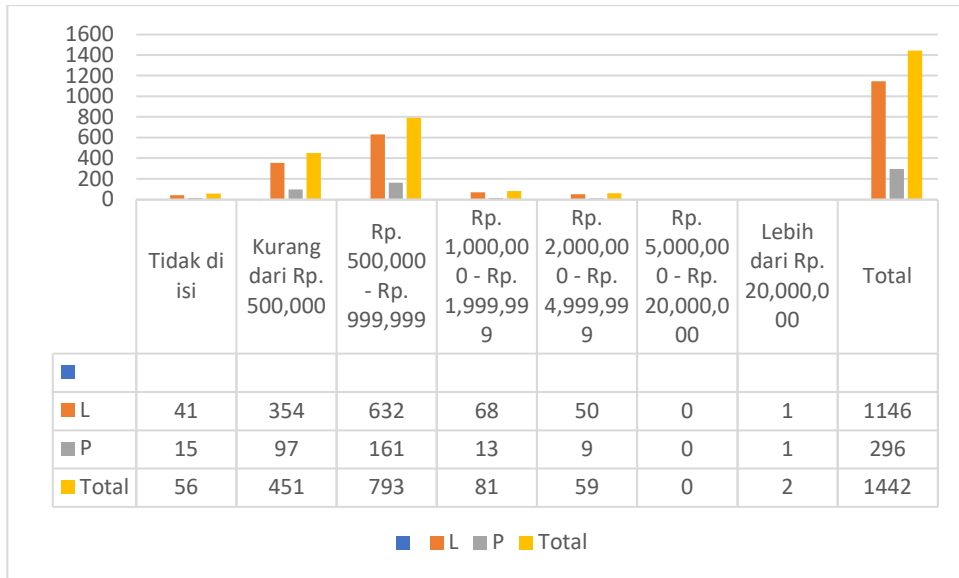 1600
1400
1200
1000
800
600
400
200
0
Tidak di
isi
Kurang
dari Rp.
500,000
Rp.
500,000
- Rp.
999,999
Rp.
1,000,00
0 - Rp.
1,999,99
9
Rp.
2,000,00
0 - Rp.
4,999,99
9
Rp.
5,000,00
0 - Rp.
20,000,0
00
Lebih
dari Rp.
20,000,0
00
Total
L 41 354 632 68 50 0 1 1146
P 15 97 161 13 9 0 1 296
Total 56 451 793 81 59 0 2 1442
L P Total